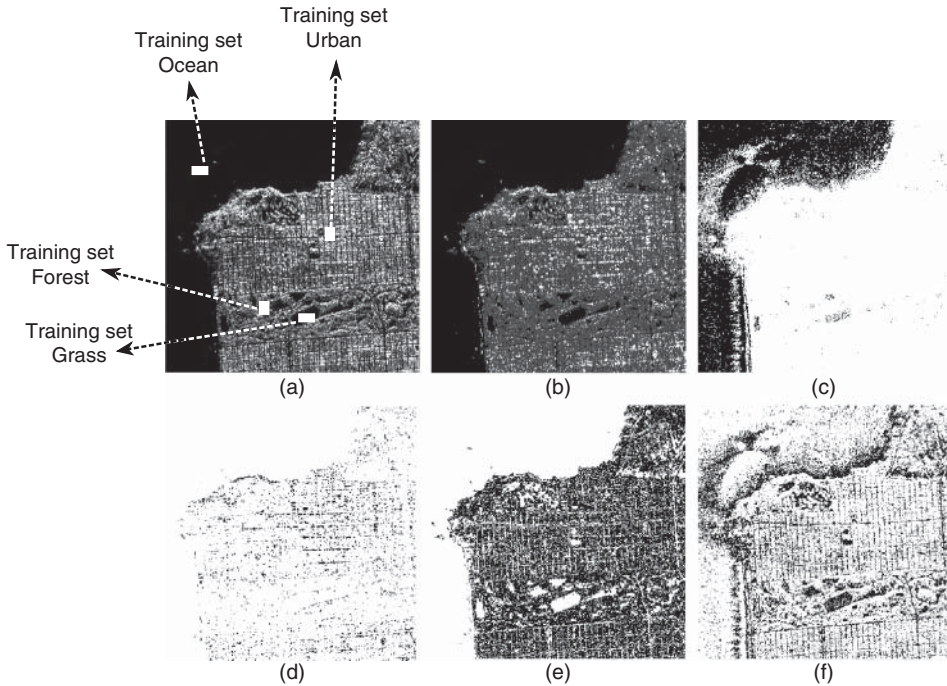 Training set
Urban
Training set
Ocean
Training set
Forest
Training set
Grass
(a)
(b)
(c)
(d)
(e)
(f)